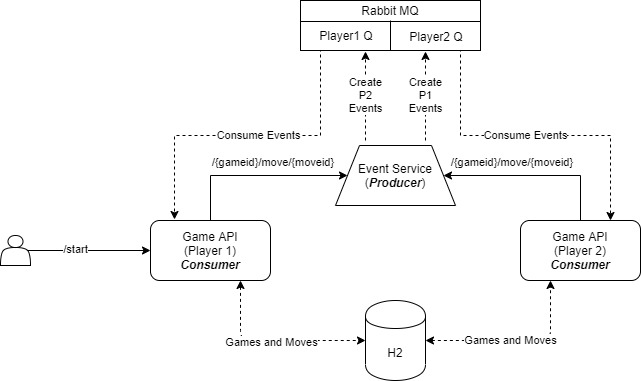 Rabbit MQ
Player1 Q
Player2 Q
Create
P2
Events
Create
P1
Events
Consume Events
Consume Events
/{gameid}/move/{moveid}
/{gameid}/move/{moveid}
Event Service
(Producer)
/start
Game API
(Player 1)
Consumer
Game API
(Player 2)
Consumer
Games and Moves
Games and Moves
H2